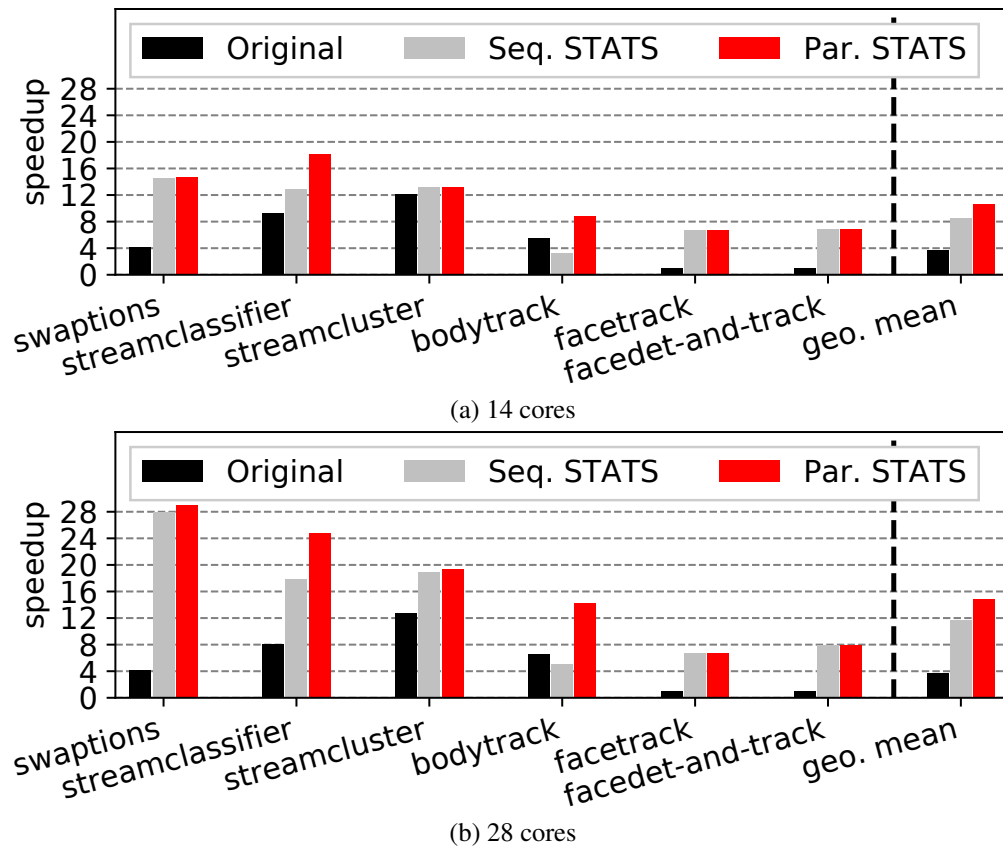 Original Seq. STATS Par. STATS
28
24
20
16
12
8
4
0
speedup
swaptions
streamclassifier
streamcluster
bodytrack
facetrack
facedet-and-track
geo. mean
(a) 14 cores
Original Seq. STATS Par. STATS
28
24
20
16
12
8
4
0
speedup
swaptions
streamclassifier
streamcluster
bodytrack
facetrack
facedet-and-track
geo. mean
(b) 28 cores